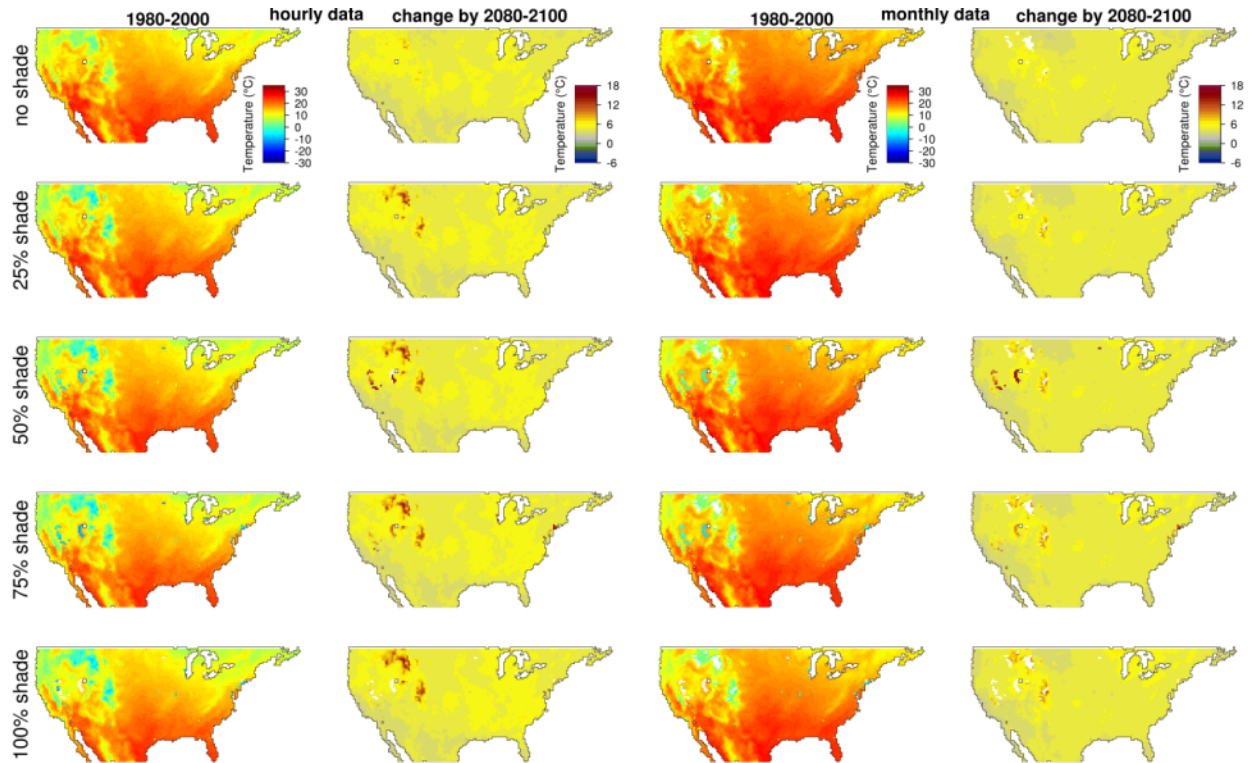 hourly data
monthly data
1980-2000
change by 2080-2100
1980-2000
change by 2080-2100
no shade
Temperature (°C)
30
20
10
0
-10
-20
-30
Temperature (°C)
18
12
6
0
-6
Temperature (°C)
30
20
10
0
-10
-20
-30
Temperature (°C)
18
12
6
0
-6
25% shade
50% shade
75% shade
100% shade